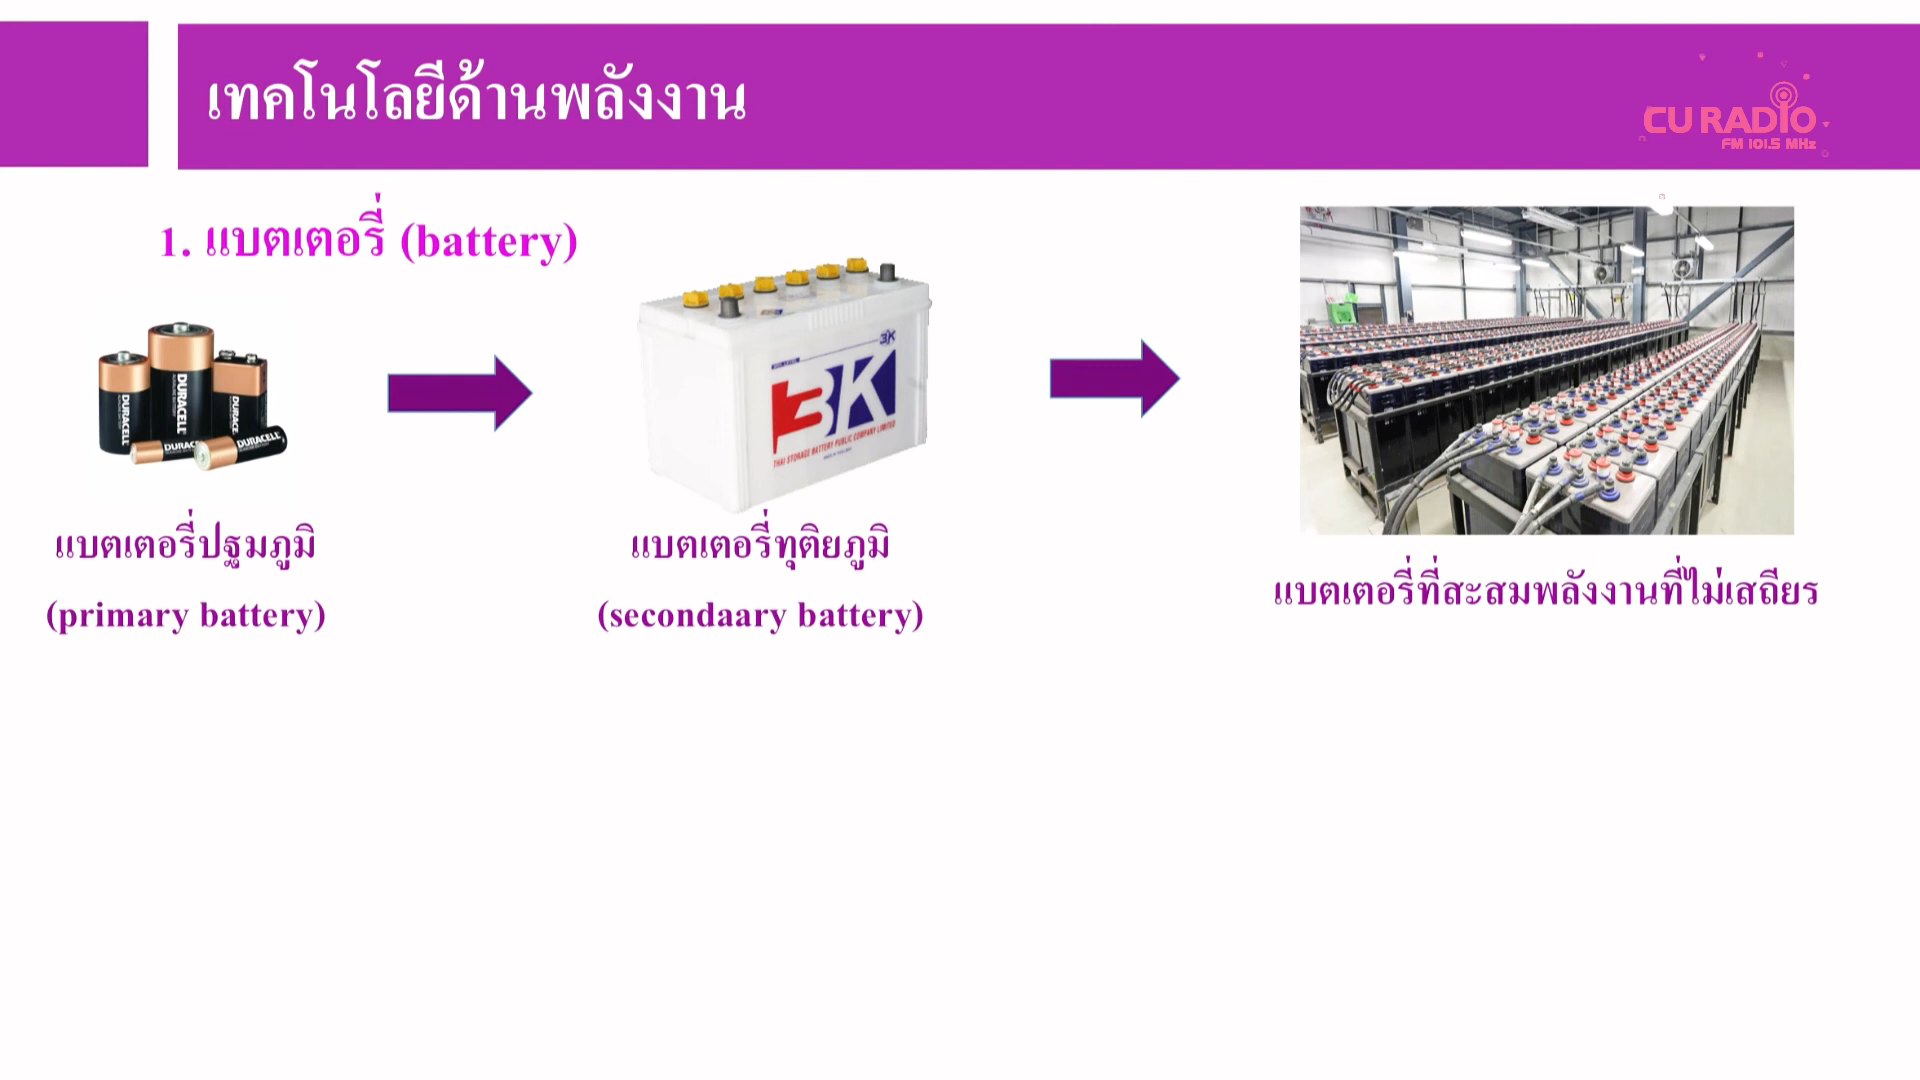 เทคโนโลยีด้านพลังงาน
CU RADIO
FM 101.5 MHz
1. แบตเตอรี่ (battery)
DURACELL
DURACELL
DURACELL
DURACELL
3K
3K
THAI STORAGE BATTERY PUBLIC COMPANY LIMITED
แบตเตอรี่ปฐมภูมิ
(primary battery)
แบตเตอรี่ทุติยภูมิ
(secondaary battery)
แบตเตอรี่ที่สะสมพลังงานที่ไม่เสถียร